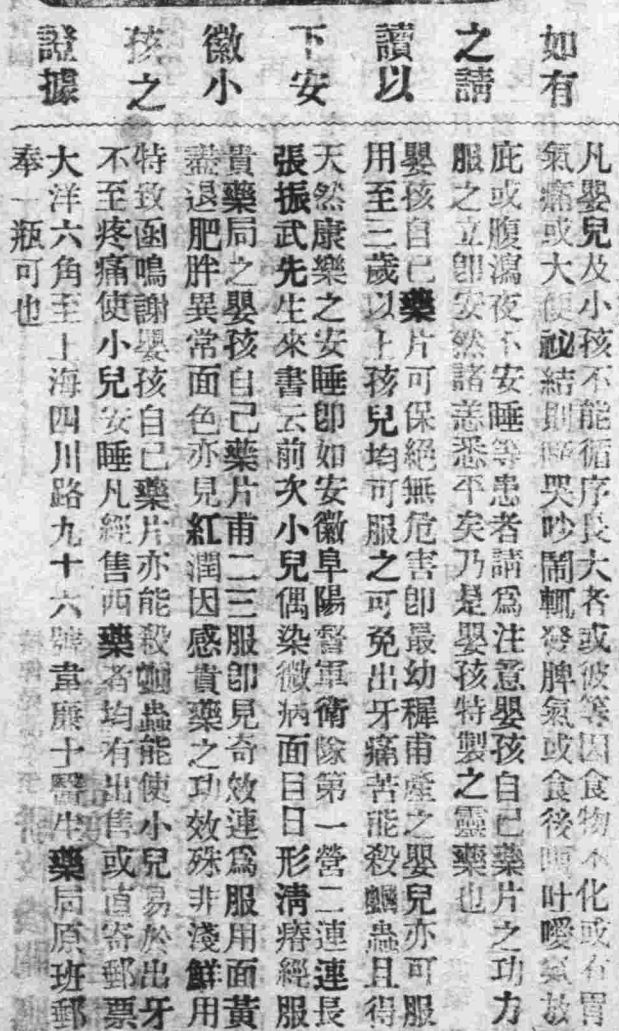 如有
之請
讀以
下安
徽小
孩之
證據
凡嬰兒及小孩不能循序長大者或彼等因食物不化或有胃
氣痛或大便祕結則啼哭吵鬧輒發脾氣或食後嘔吐噯氣放
庇或腹瀉夜不安睡等患者請爲注意嬰孩自己藥片之功力
服之立卽安然諸恙悉平矣乃是嬰孩特製之靈藥也
嬰孩自己藥片可保絕無危害卽最幼穉甫產之嬰兒亦可服
用至三歲以上孩兒均可服之可免出牙痛苦能殺蛔蟲且得
天然康樂之安睡卽如安徽阜陽督軍衛隊第一營二連連長
張振武先生來書云前次小兒偶染微病面目日形淸瘠經服
貴藥局之嬰孩自己藥片甫二三服卽見奇效連爲服用面黃
盡退肥胖異常面色亦見紅潤因感貴藥之功效殊非淺鮮用
特致函鳴謝嬰孩自己藥片亦能殺蛔蟲能使小兒易於出牙
不至疼痛使小兒安睡凡經售西藥者均有出售或直寄郵票
大洋六角至上海四川路九十六號韋廉士醫生藥局原班郵
奉一瓶可也